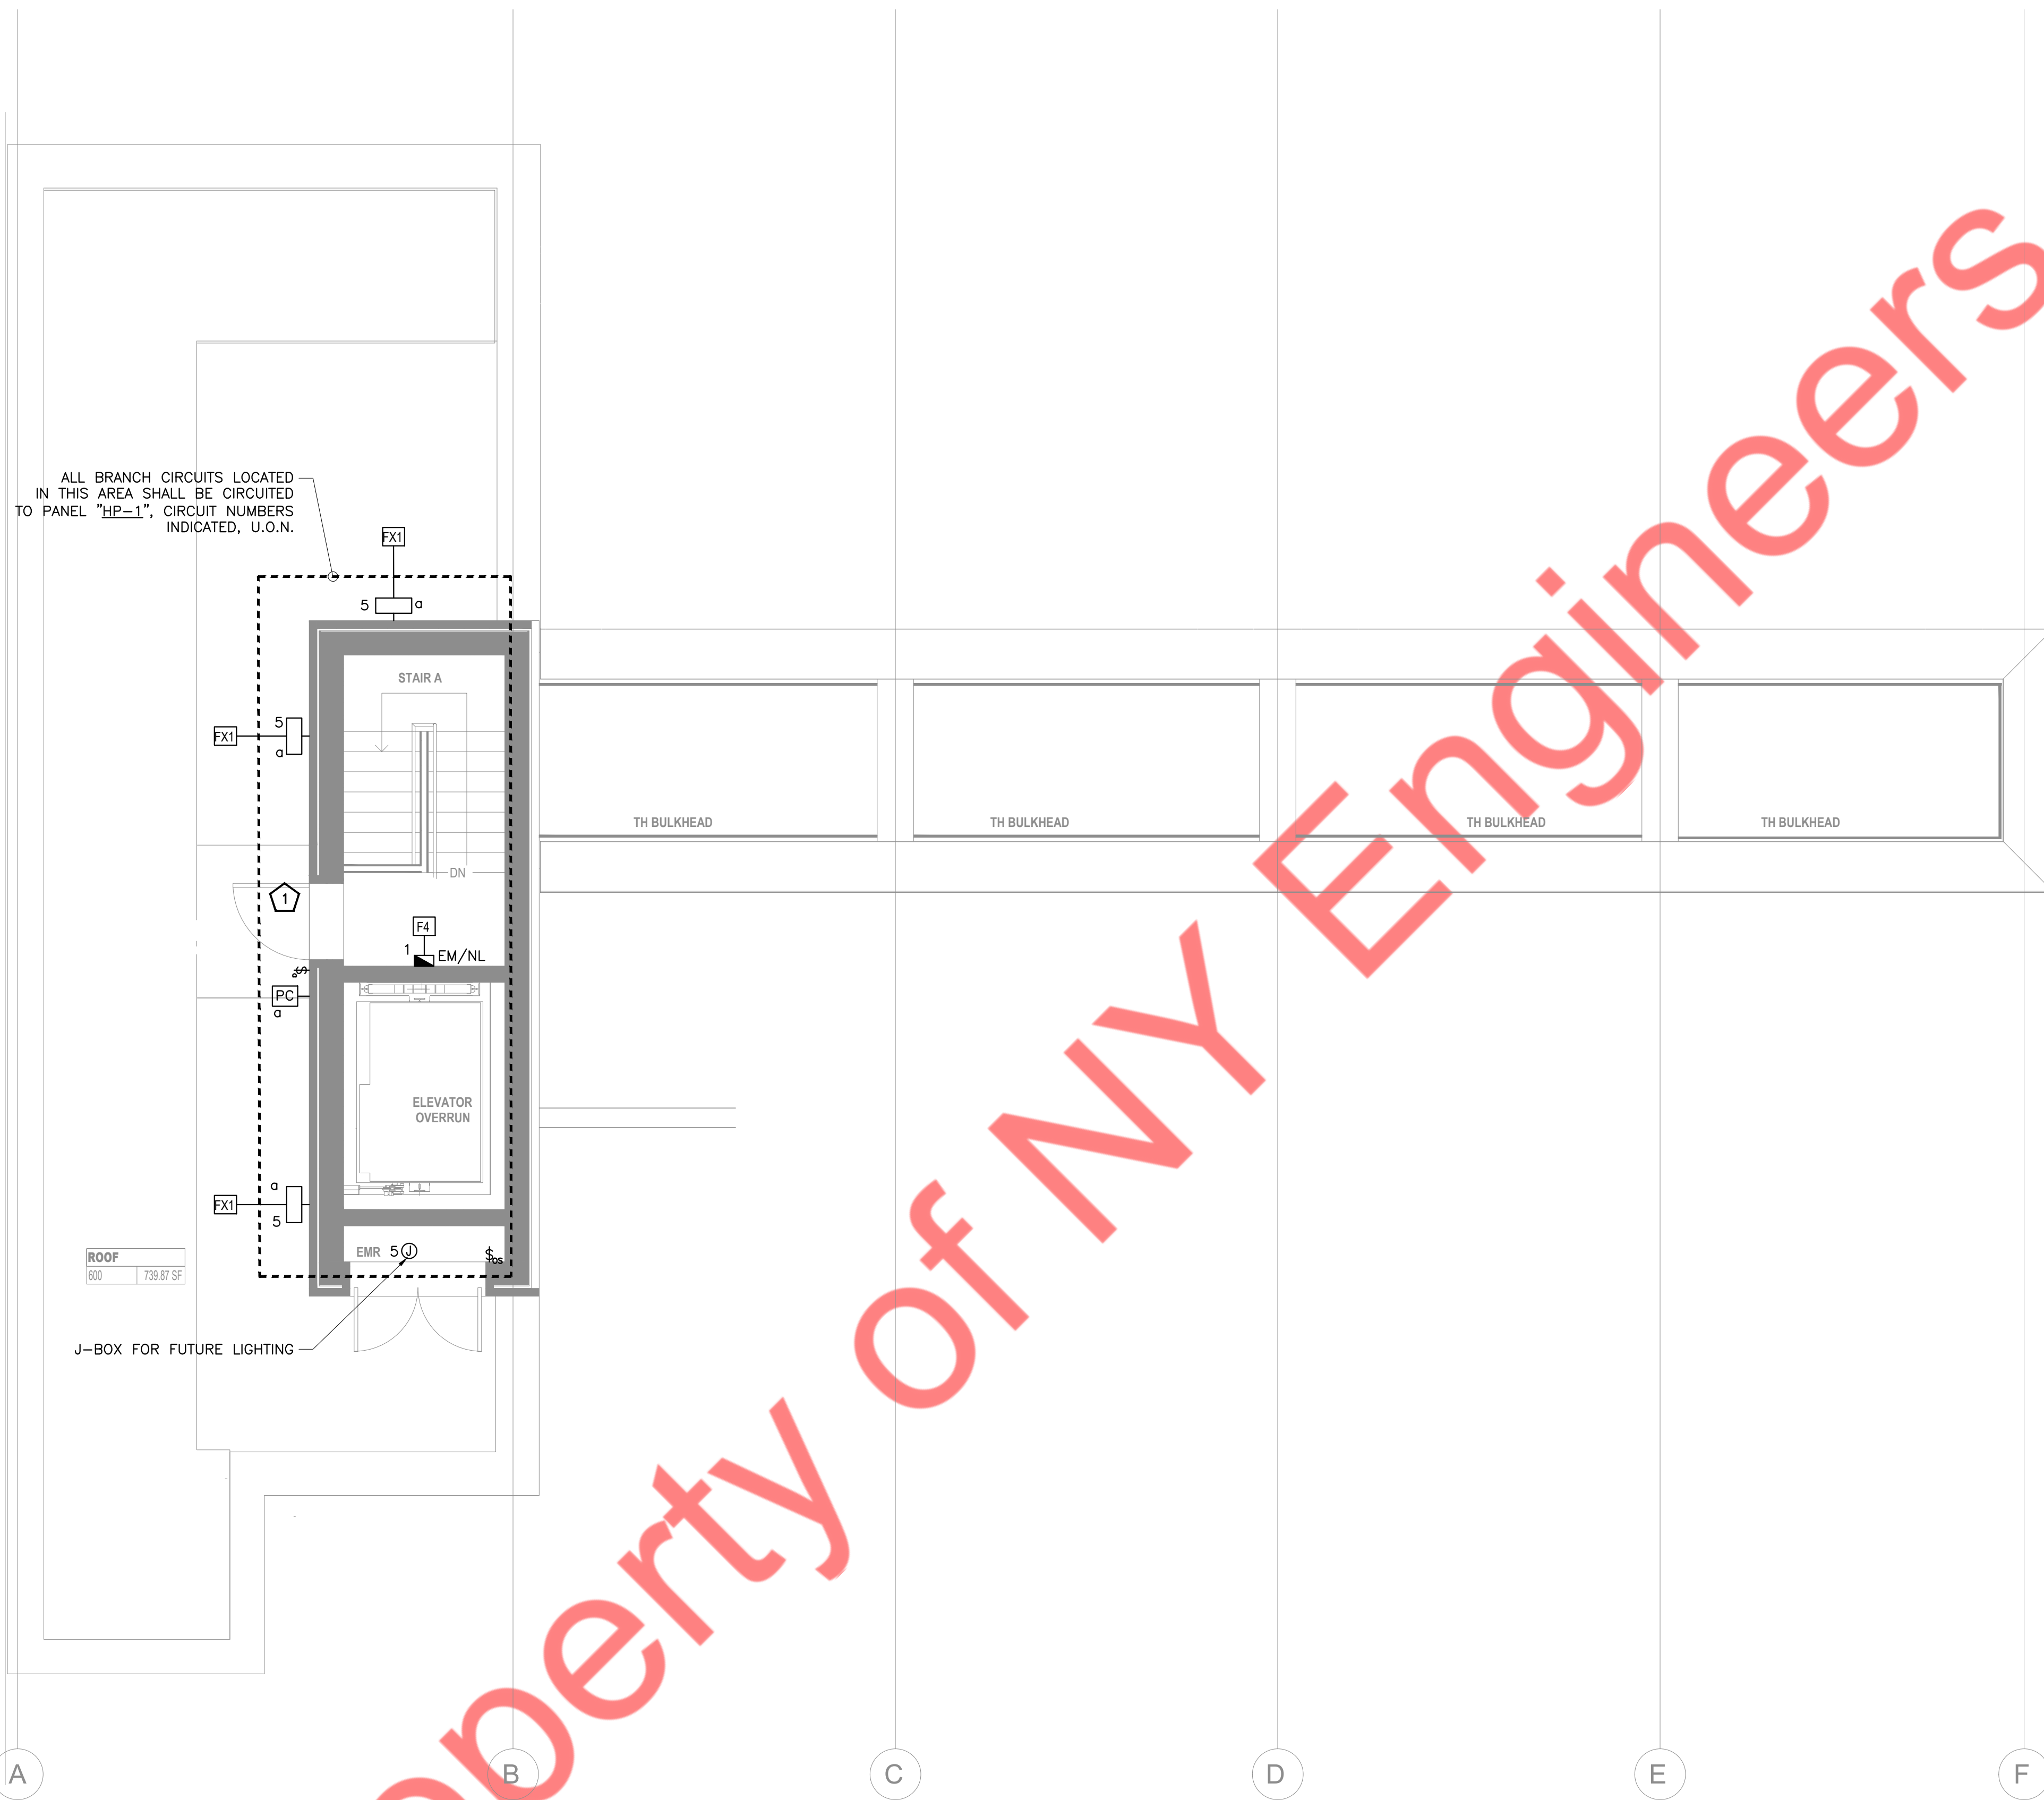 ALL BRANCH CIRCUITS LOCATED
IN THIS AREA SHALL BE CIRCUITED
TO PANEL "HP-1", CIRCUIT NUMBERS
INDICATED, U.O.N.
FX1
5 a
STAIR A
FX1
5
a
TH BULKHEAD
TH BULKHEAD
TH BULKHEAD
TH BULKHEAD
DN
1
F4
1 EM/NL
$a
PC
a
ELEVATOR
OVERRUN
FX1
a
5
EMR 5 J
$os
ROOF
600 739.87 SF
J-BOX FOR FUTURE LIGHTING
A B C D E F
perty of NY Engineers